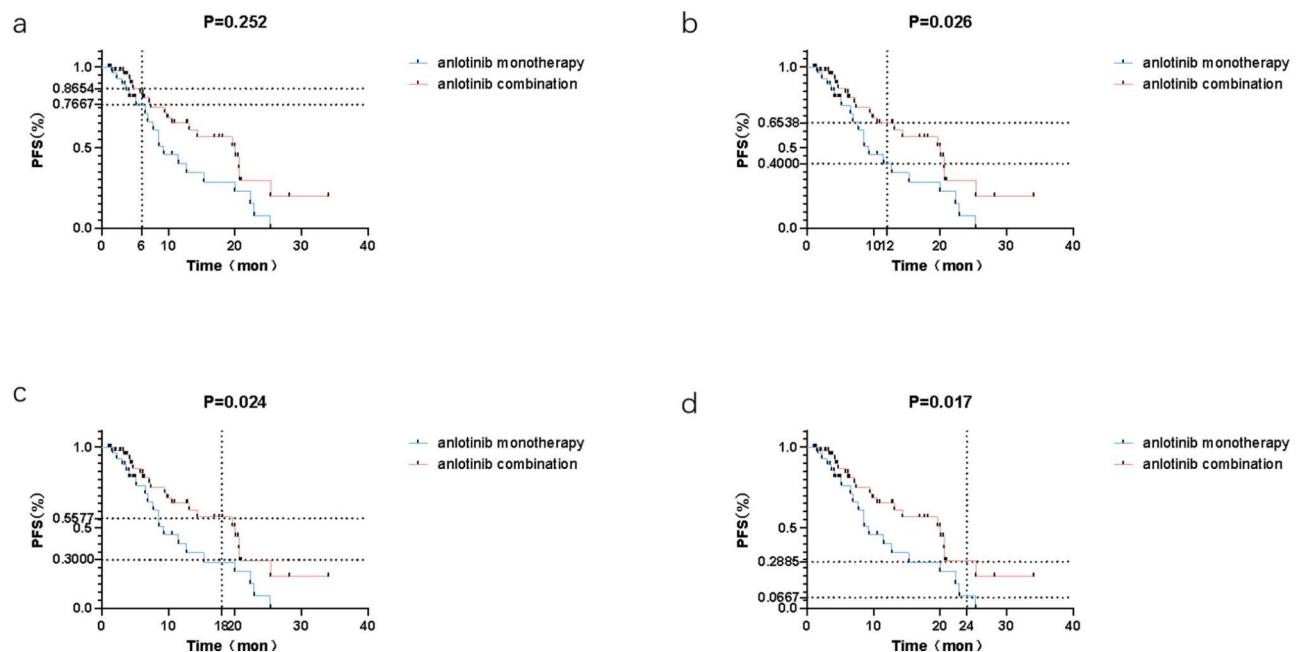 a
P=0.252
1.0
0.8654
0.7667
0.5
0.0
PFS(%)
0
6
10
20
30
40
Time（mon）
anlotinib monotherapy
anlotinib combination
b
P=0.026
1.0
0.6538
0.5
0.4000
0.0
PFS(%)
0
10
12
20
30
40
Time（mon）
anlotinib monotherapy
anlotinib combination
c
P=0.024
1.0
0.5577
0.5
0.3000
0.0
PFS(%)
0
10
18
20
30
40
Time（mon）
anlotinib monotherapy
anlotinib combination
d
P=0.017
1.0
0.5
0.2885
0.0667
0.0
PFS(%)
0
10
20
24
30
40
Time（mon）
anlotinib monotherapy
anlotinib combination